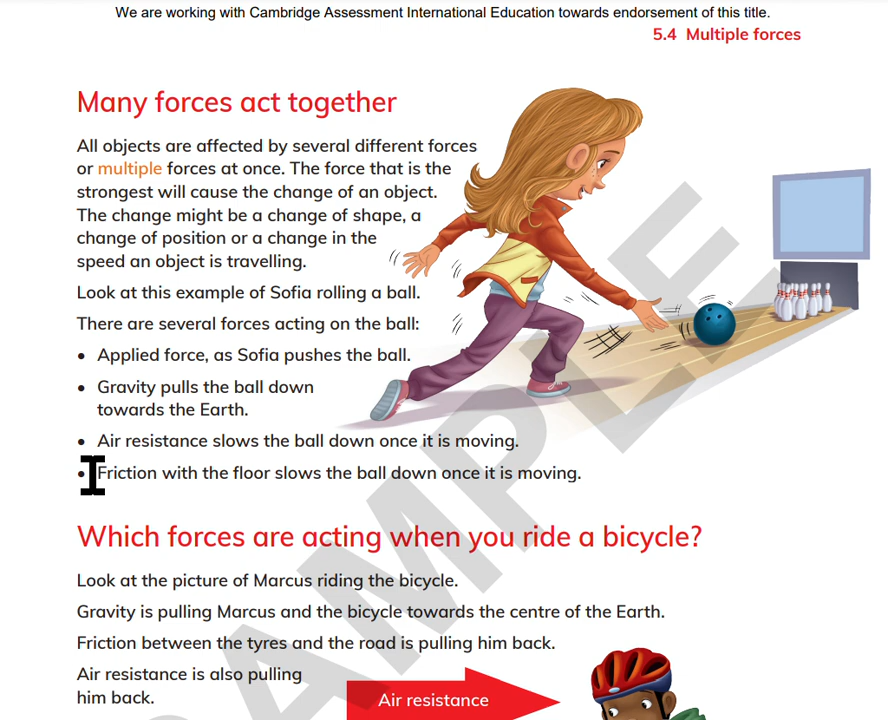 We are working with Cambridge Assessment International Education towards endorsement of this title.
5.4 Multiple forces
Many forces act together
All objects are affected by several different forces
or multiple forces at once. The force that is the
strongest will cause the change of an object.
The change might be a change of shape, a
change of position or a change in the
speed an object is travelling.
Look at this example of Sofia rolling a ball.
There are several forces acting on the ball:
• Applied force, as Sofia pushes the ball.
• Gravity pulls the ball down
towards the Earth.
• Air resistance slows the ball down once it is moving.
• Friction with the floor slows the ball down once it is moving.
Which forces are acting when you ride a bicycle?
Look at the picture of Marcus riding the bicycle.
Gravity is pulling Marcus and the bicycle towards the centre of the Earth.
Friction between the tyres and the road is pulling him back.
Air resistance is also pulling
him back.
Air resistance
SAMPLE